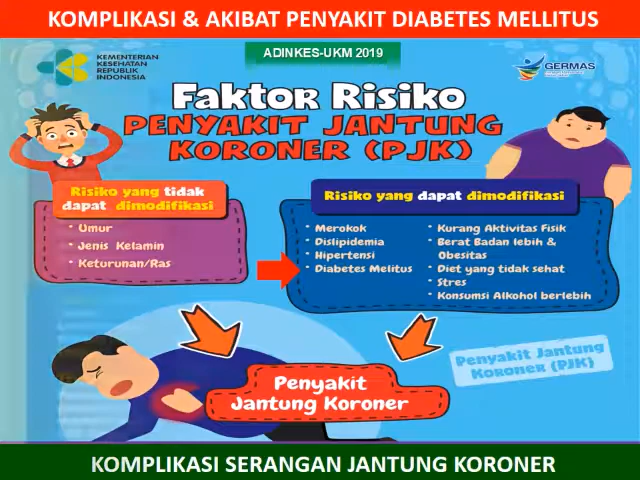 KOMPLIKASI & AKIBAT PENYAKIT DIABETES MELLITUS
KEMENTERIAN
KESEHATAN
REPUBLIK
INDONESIA
ADINKES-UKM 2019
GERMAS
Faktor Risiko
PENYAKIT JANTUNG
KORONER (PJK)
Risiko yang tidak
dapat dimodifikasi
• Umur
• Jenis Kelamin
• Keturunan/Ras
Risiko yang dapat dimodifikasi
• Merokok
• Dislipidemia
• Hipertensi
• Diabetes Melitus
• Kurang Aktivitas Fisik
• Berat Badan lebih &
Obesitas
• Diet yang tidak sehat
• Stres
• Konsumsi Alkohol berlebih
Penyakit
Jantung Koroner
Penyakit Jantung
Koroner (PJK)
KOMPLIKASI SERANGAN JANTUNG KORONER